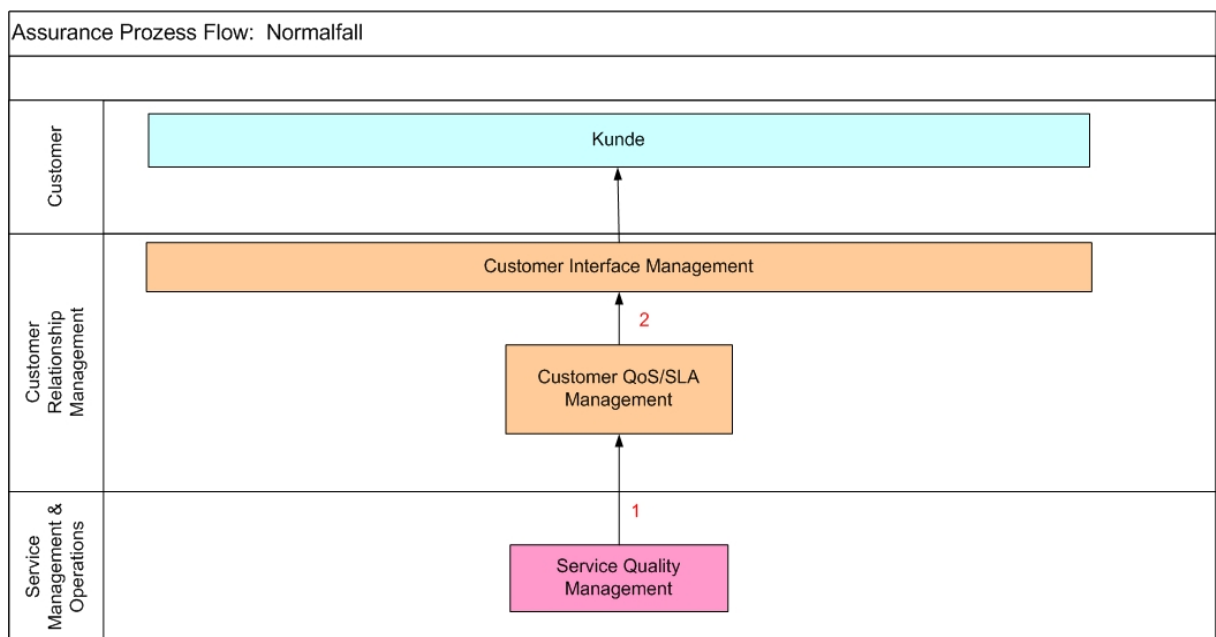 Assurance Prozess Flow:  Normalfall
Customer
Kunde
Customer
Relationship
Management
Customer Interface Management
2
Customer QoS/SLA
Management
1
Service
Management &
Operations
Service Quality
Management